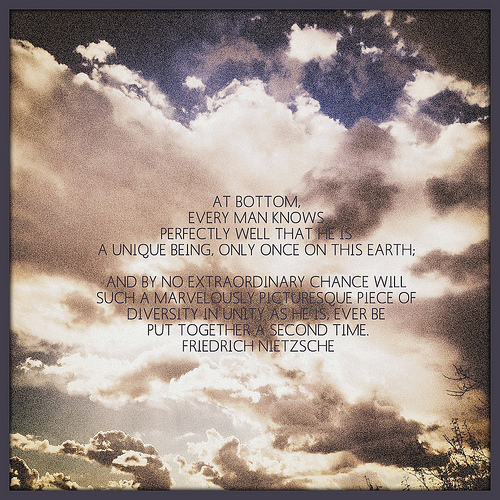 AT BOTTOM,
EVERY MAN KNOWS
PERFECTLY WELL THAT HE IS
A UNIQUE BEING, ONLY ONCE ON THIS EARTH;
AND BY NO EXTRAORDINARY CHANCE WILL
SUCH A MARVELOUSLY PICTURESQUE PIECE OF
DIVERSITY IN UNITY AS HE IS, EVER BE
PUT TOGETHER A SECOND TIME.
FRIEDRICH NIETZSCHE